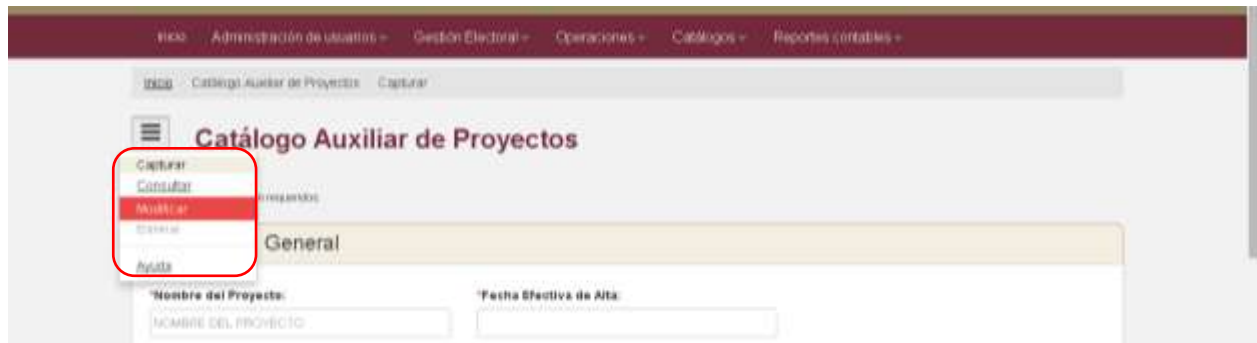 Inicio Administración de usuarios Gestión Electoral Operaciones Catálogos Reportes contables
Inicio Catálogo Auxiliar de Proyectos Capturar
Catálogo Auxiliar de Proyectos
Capturar
Consultar
requeridos
Modificar
Eliminar
General
Ayuda
*Nombre del Proyecto: *Fecha Efectiva de Alta:
NOMBRE DEL PROYECTO